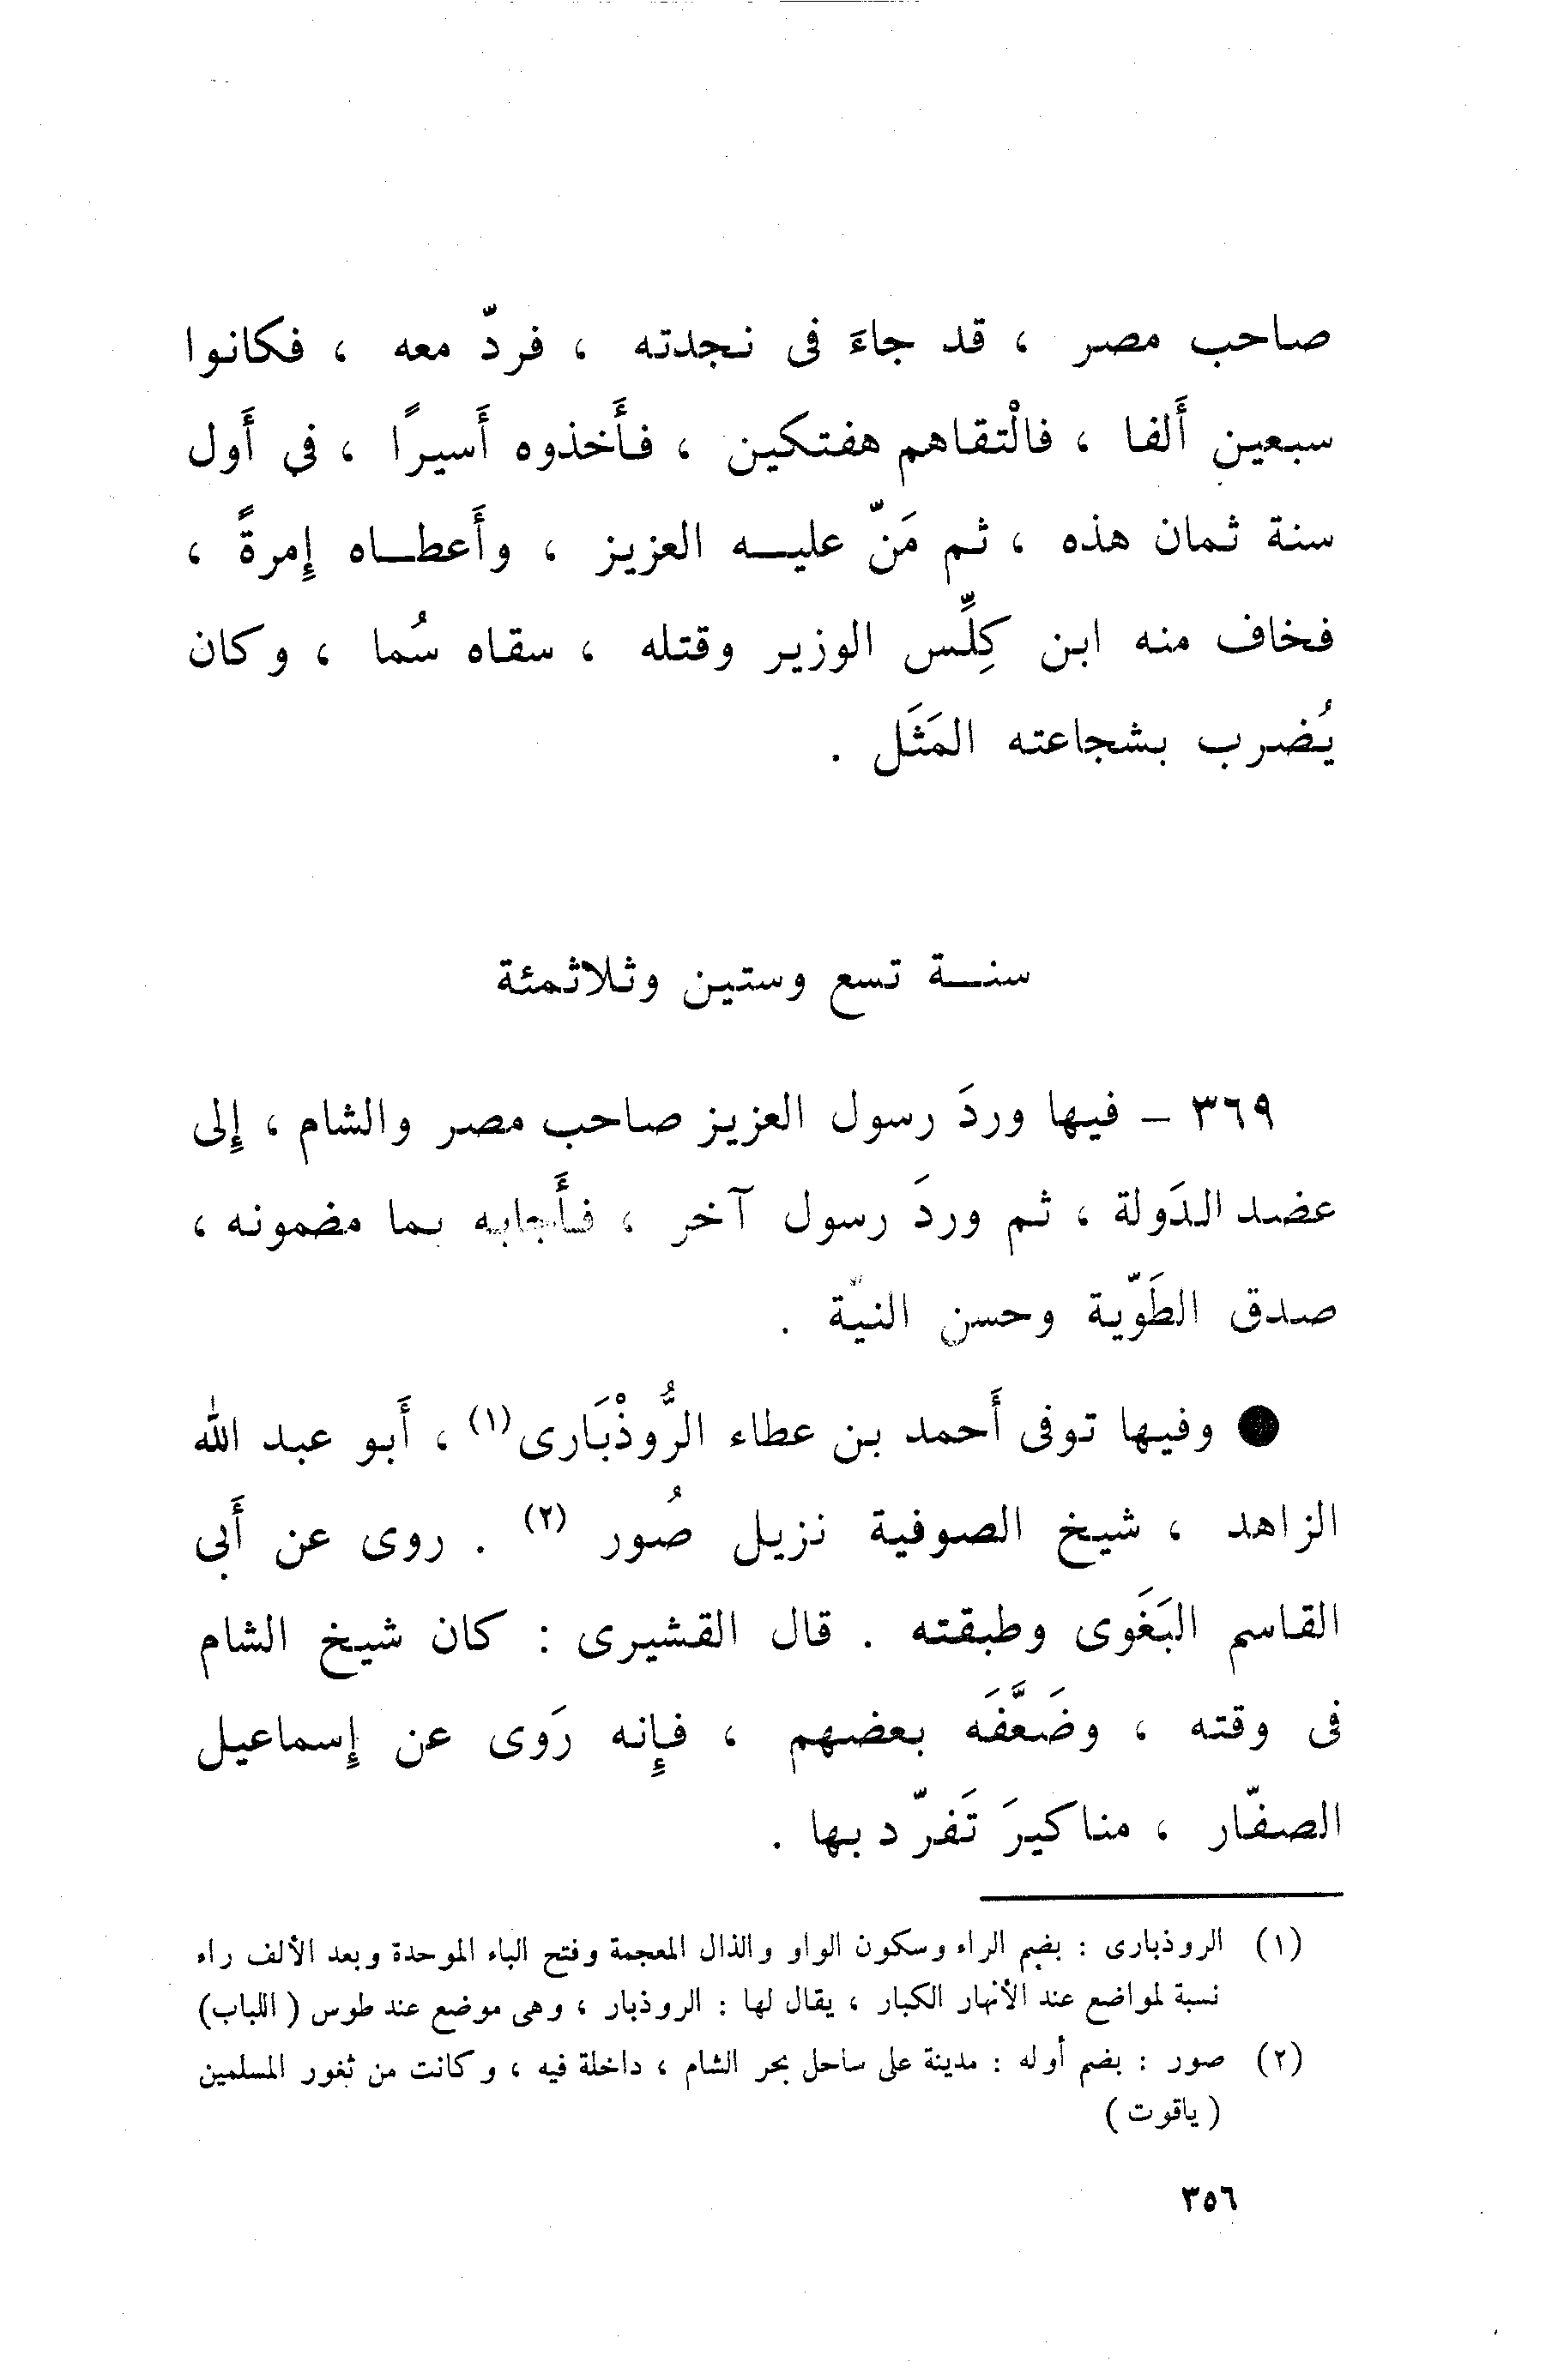 صاحب مصر ، قد جاءَ فى نجدته ، فردّ معه ، فكانوا
سبعين أَلفا ، فالْتقاهم هفتكين ، فأَخذوه أَسيرًا ، فى أَول
سنة ثمان هذه ، ثم مَنّ عليه العزيز ، وأَعطاه إِمرةً ،
فخاف منه ابن كِلِّس الوزير وقتله ، سقاه سُما ، وكان
يُضرب بشجاعته المَثَل .
سنة تسع وستين وثلاثمئة
٣٦٩ – فيها وردَ رسول العزيز صاحب مصر والشام ، إِلى
عضد الدَولة ، ثم وردَ رسول آخر ، فأَجابه بما مضمونه ،
صدق الطَوّية وحسن النيّة .
● وفيها توفى أَحمد بن عطاء الرُّوذْبَارى (١) ، أَبو عبد الله
الزاهد ، شيخ الصوفية نزيل صُور (٢) . روى عن أَبى
القاسم البَغَوى وطبقته . قال القشيرى : كان شيخ الشام
فى وقته ، وضَعَّفَه بعضهم ، فإِنه رَوى عن إِسماعيل
الصفّار ، مناكيرَ تَفرّد بها .
(١) الروذبارى : بضم الراء وسكون الواو والذال المعجمة وفتح الباء الموحدة وبعد الألف راء
نسبة لمواضع عند الأنهار الكبار ، يقال لها : الروذبار ، وهى موضع عند طوس ( اللباب )
(٢) صور : بضم أوله : مدينة على ساحل بحر الشام ، داخلة فيه ، وكانت من ثغور المسلمين
( ياقوت )
٣٥٦